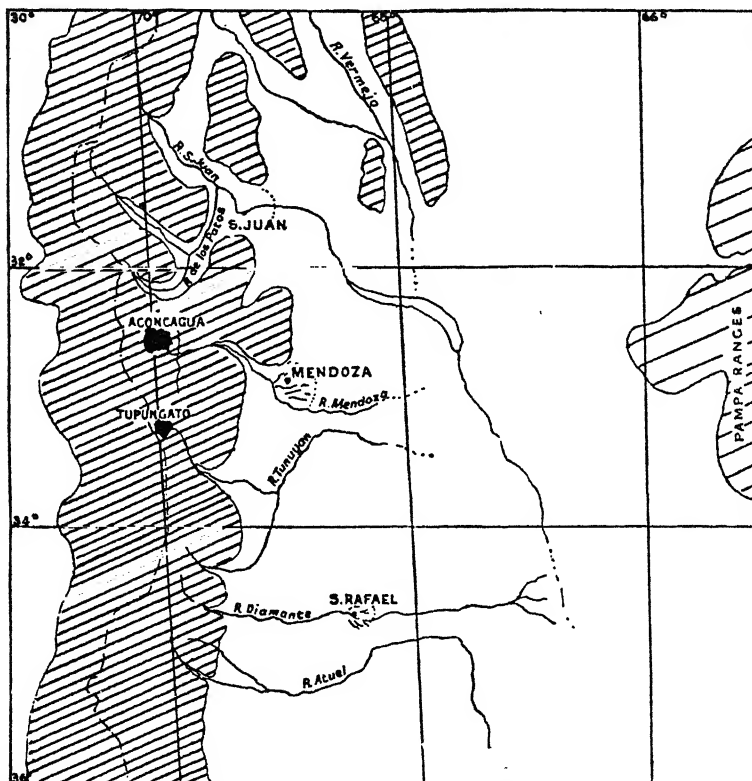 30°
70°
68°
66°
R. Vermejo
R. S. Juan
S. JUAN
R. de los Patos
32°
ACONCAGUA
MENDOZA
R. Mendoza
TUPUNGATO
R. Tunuyan
PAMPA RANGES
34°
S. RAFAEL
R. Diamante
R. Atuel
36°